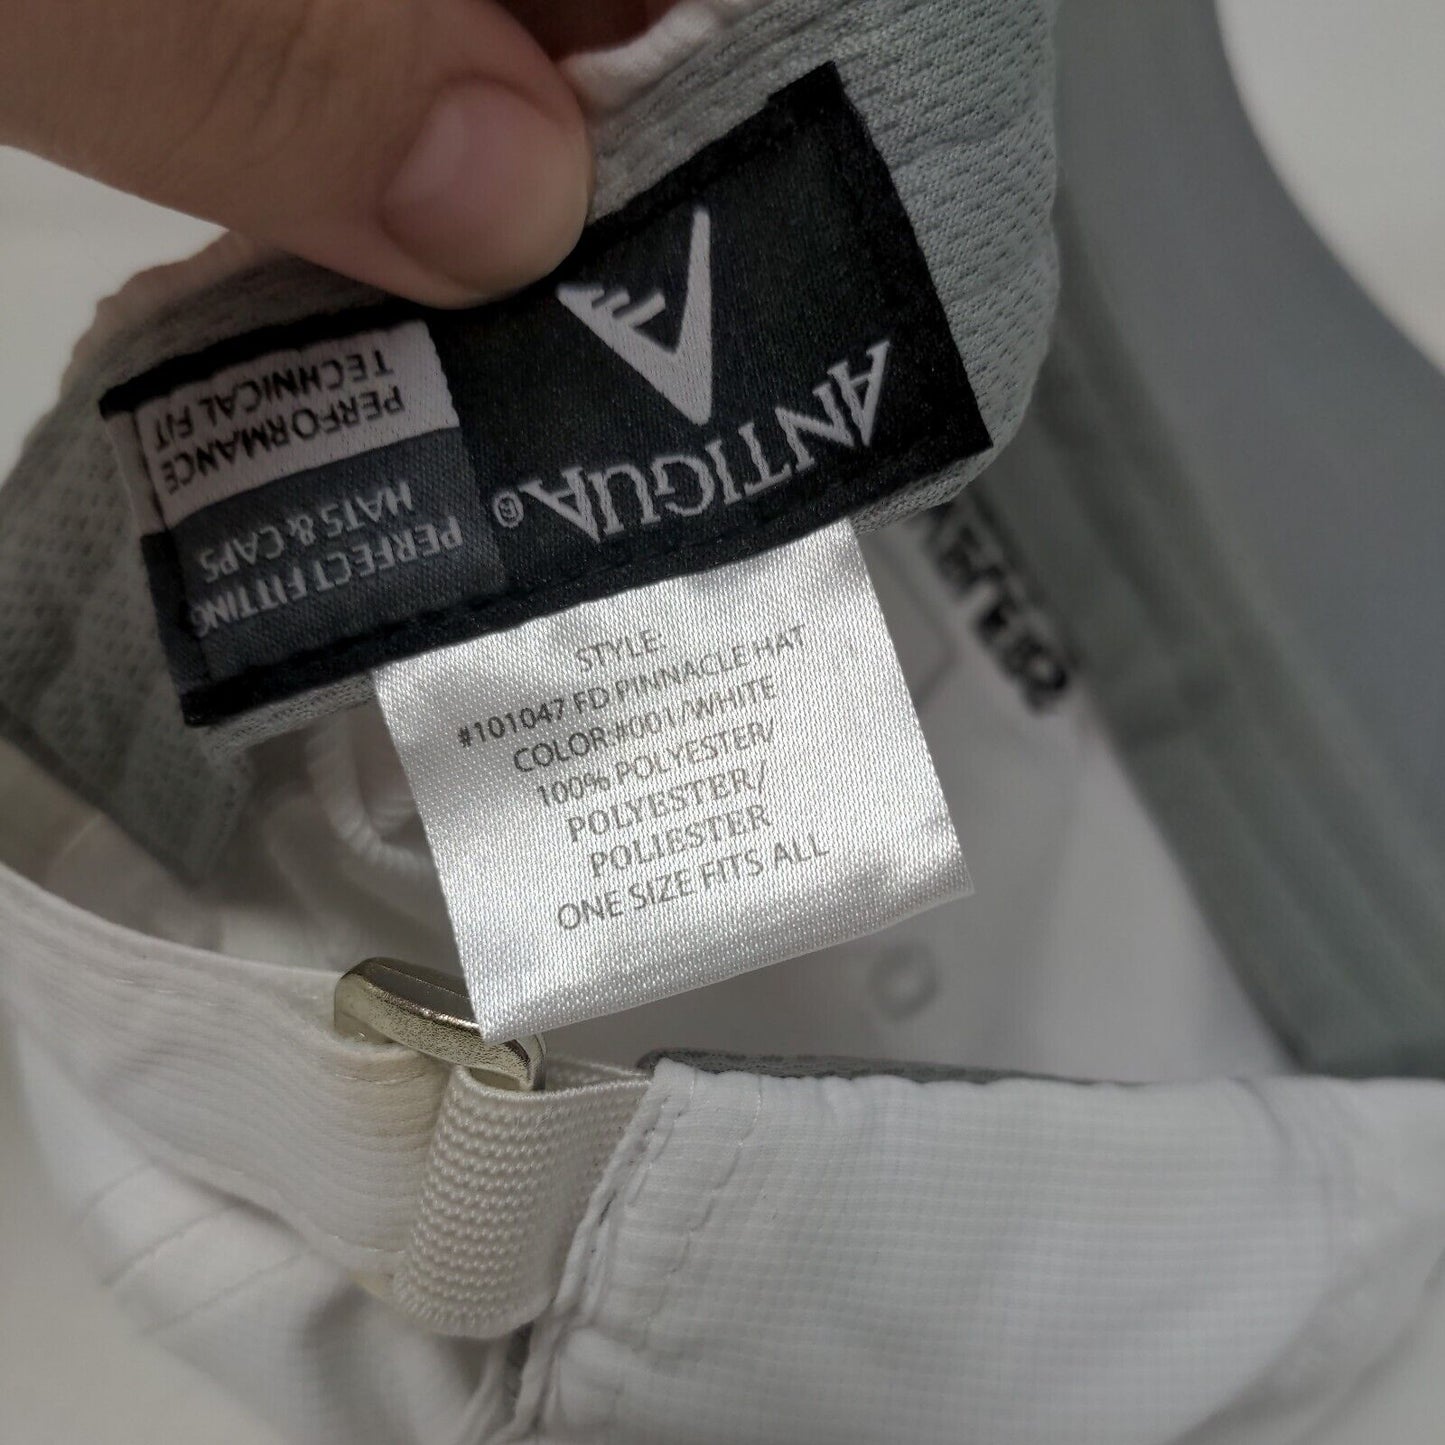 ANTIGUA®
PERFORMANCE
TECHNICAL FIT
PERFECT FITTING
HATS & CAPS
STYLE:
#101047 FD PINNACLE HAT
COLOR:#001/WHITE
100% POLYESTER/
POLYESTER/
POLIESTER
ONE SIZE FITS ALL